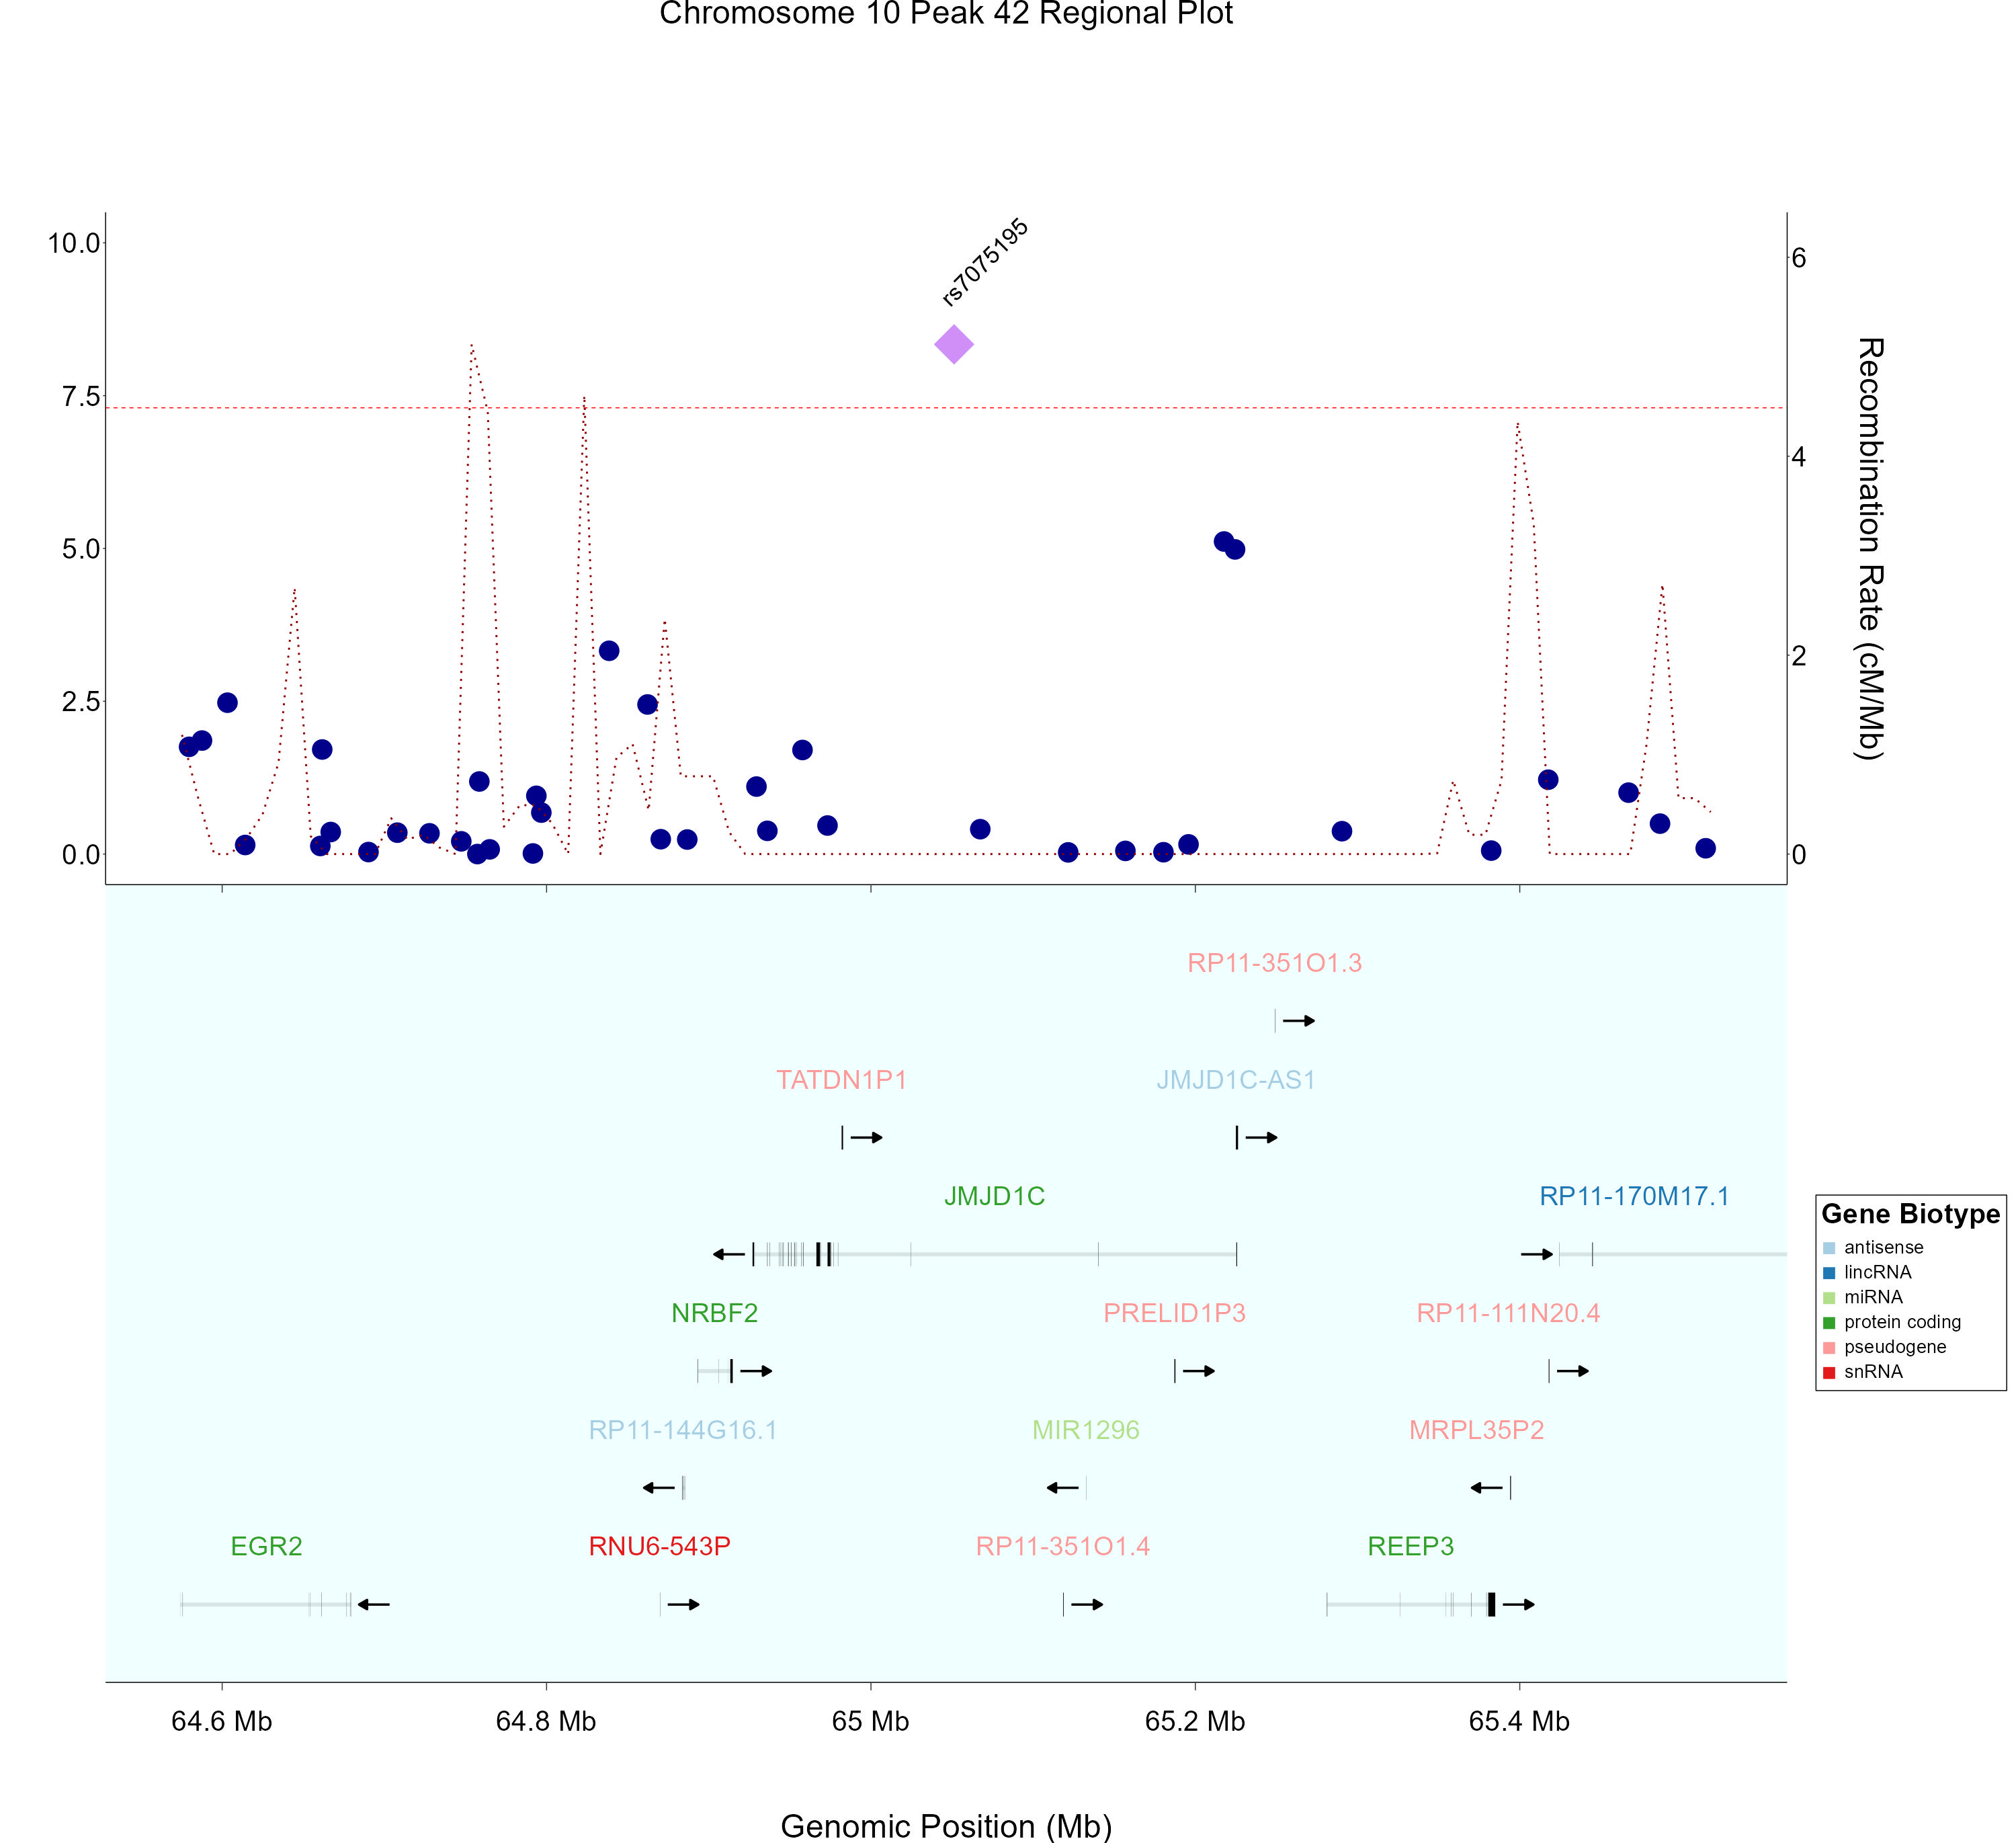 Chromosome 10 Peak 42 Regional Plot
rs7075195
10.0
7.5
5.0
2.5
0.0
6
4
2
0
Recombination Rate (cM/Mb)
RP11-351O1.3
TATDN1P1
JMJD1C-AS1
JMJD1C
RP11-170M17.1
NRBF2
PRELID1P3
RP11-111N20.4
RP11-144G16.1
MIR1296
MRPL35P2
EGR2
RNU6-543P
RP11-351O1.4
REEP3
Gene Biotype
antisense
lincRNA
miRNA
protein coding
pseudogene
snRNA
64.6 Mb
64.8 Mb
65 Mb
65.2 Mb
65.4 Mb
Genomic Position (Mb)